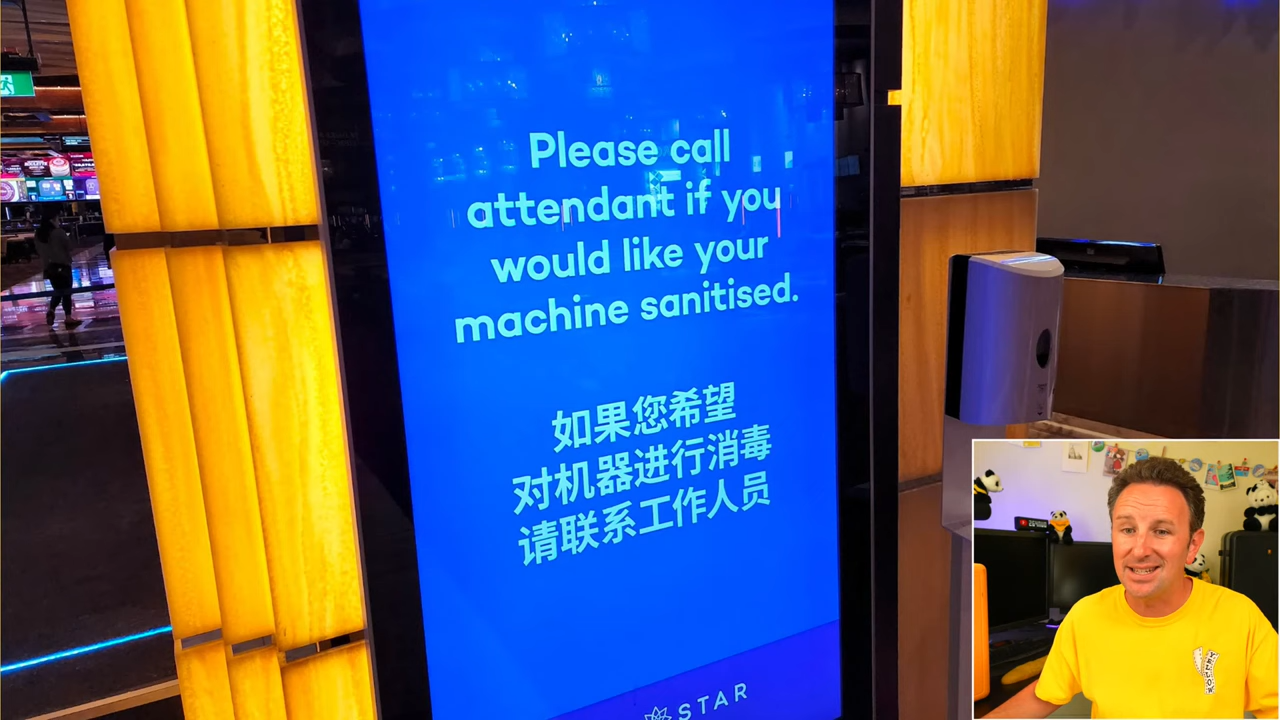 Please call
attendant if you
would like your
machine sanitised.
如果您希望
对机器进行消毒
请联系工作人员
STAR
YELLOW